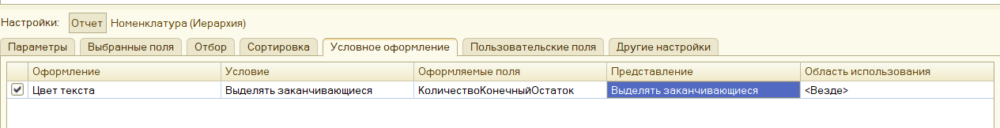 Настройки: Отчет Номенклатура (Иерархия)
Параметры Выбранные поля Отбор Сортировка Условное оформление Пользовательские поля Другие настройки
Оформление Условие Оформляемые поля Представление Область использования
Цвет текста Выделять заканчивающиеся КоличествоКонечныйОстаток Выделять заканчивающиеся <Везде>